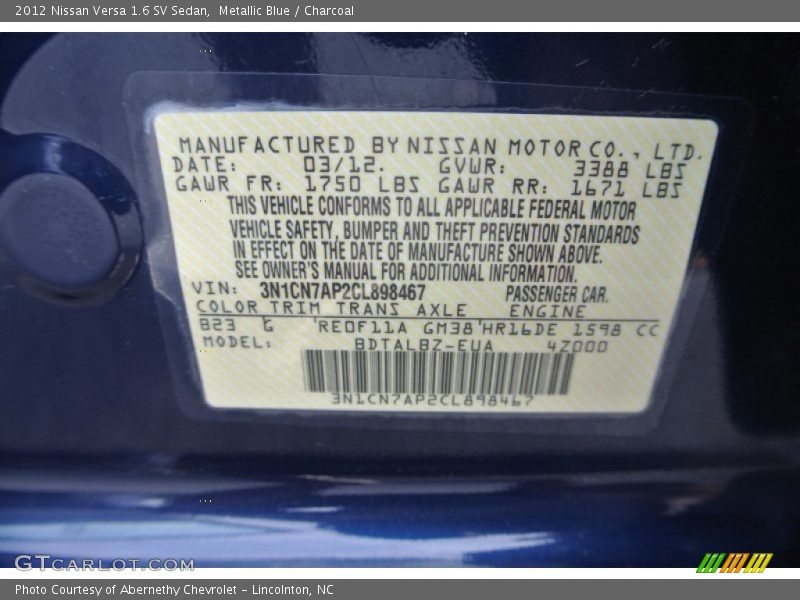 2012 Nissan Versa 1.6 SV Sedan, Metallic Blue / Charcoal
MANUFACTURED BY NISSAN MOTOR CO., LTD.
DATE: 03/12. GVWR: 3388 LBS
GAWR FR: 1750 LBS GAWR RR: 1671 LBS
THIS VEHICLE CONFORMS TO ALL APPLICABLE FEDERAL MOTOR
VEHICLE SAFETY, BUMPER AND THEFT PREVENTION STANDARDS
IN EFFECT ON THE DATE OF MANUFACTURE SHOWN ABOVE.
SEE OWNER'S MANUAL FOR ADDITIONAL INFORMATION.
VIN: 3N1CN7AP2CL898467 PASSENGER CAR.
COLOR TRIM TRANS AXLE ENGINE
B23 G RE0F11A GM38 HR16DE 1598 CC
MODEL: BDTALBZ-EUA 4Z000
3N1CN7AP2CL898467
GTCARLOT.COM
Photo Courtesy of Abernethy Chevrolet – Lincolnton, NC